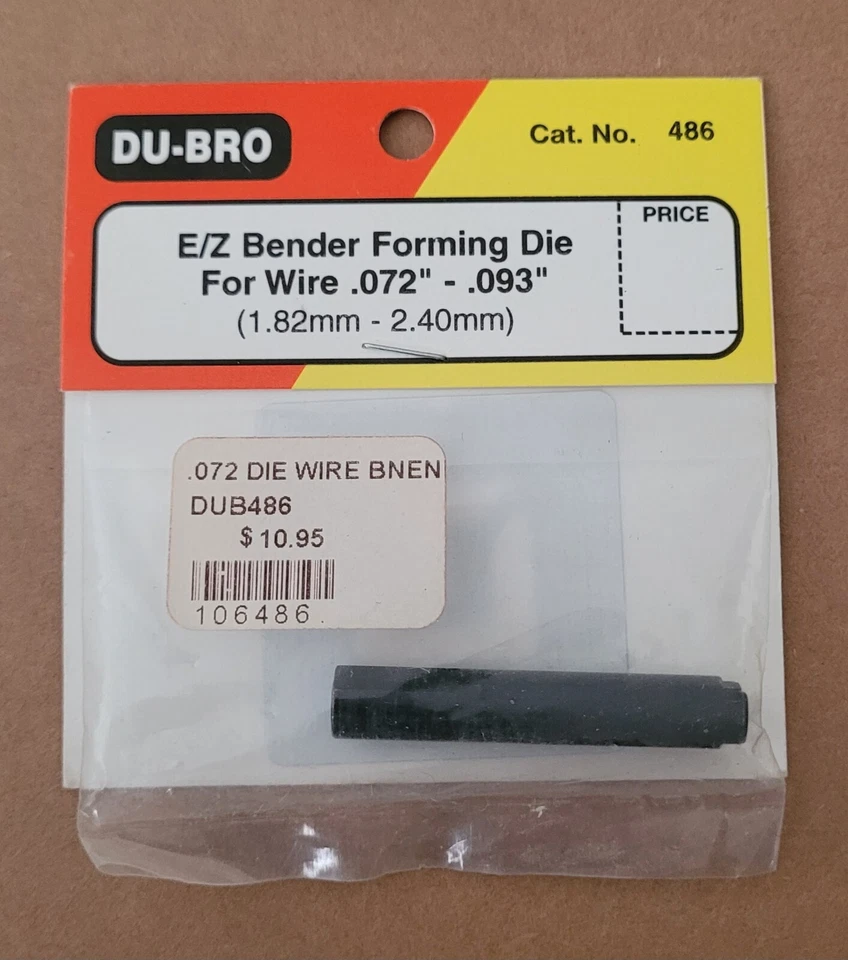 DU-BRO
Cat. No. 486
E/Z Bender Forming Die
For Wire .072" - .093"
(1.82mm - 2.40mm)
PRICE
.072 DIE WIRE BNEN
DUB486
$ 10.95
106486